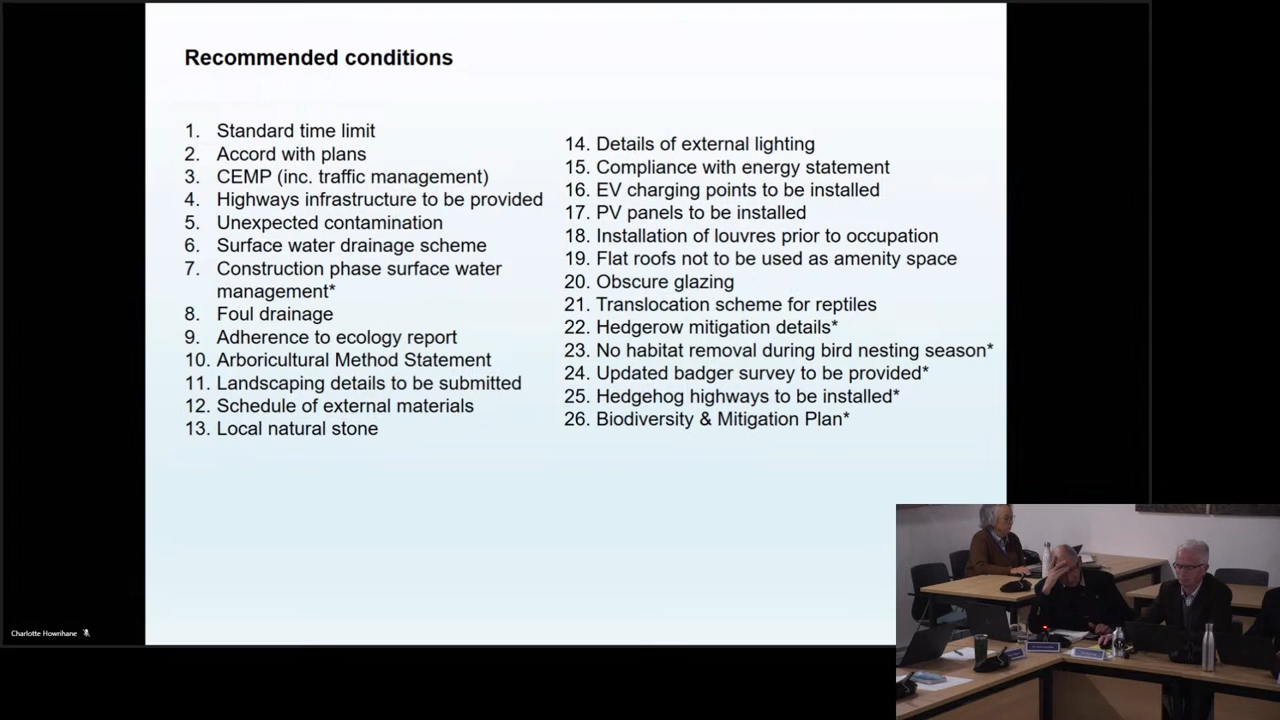 Recommended conditions
1. Standard time limit
2. Accord with plans
3. CEMP (inc. traffic management)
4. Highways infrastructure to be provided
5. Unexpected contamination
6. Surface water drainage scheme
7. Construction phase surface water
management*
8. Foul drainage
9. Adherence to ecology report
10. Arboricultural Method Statement
11. Landscaping details to be submitted
12. Schedule of external materials
13. Local natural stone
14. Details of external lighting
15. Compliance with energy statement
16. EV charging points to be installed
17. PV panels to be installed
18. Installation of louvres prior to occupation
19. Flat roofs not to be used as amenity space
20. Obscure glazing
21. Translocation scheme for reptiles
22. Hedgerow mitigation details*
23. No habitat removal during bird nesting season*
24. Updated badger survey to be provided*
25. Hedgehog highways to be installed*
26. Biodiversity & Mitigation Plan*
Charlotte Howrihane